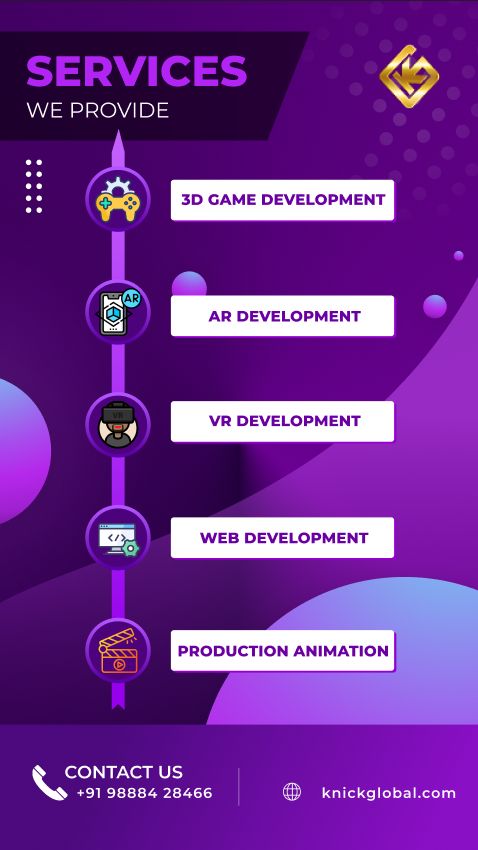 SERVICES
WE PROVIDE
3D GAME DEVELOPMENT
AR
AR DEVELOPMENT
VR
VR DEVELOPMENT
</>
WEB DEVELOPMENT
PRODUCTION ANIMATION
CONTACT US
+91 98884 28466
knickglobal.com